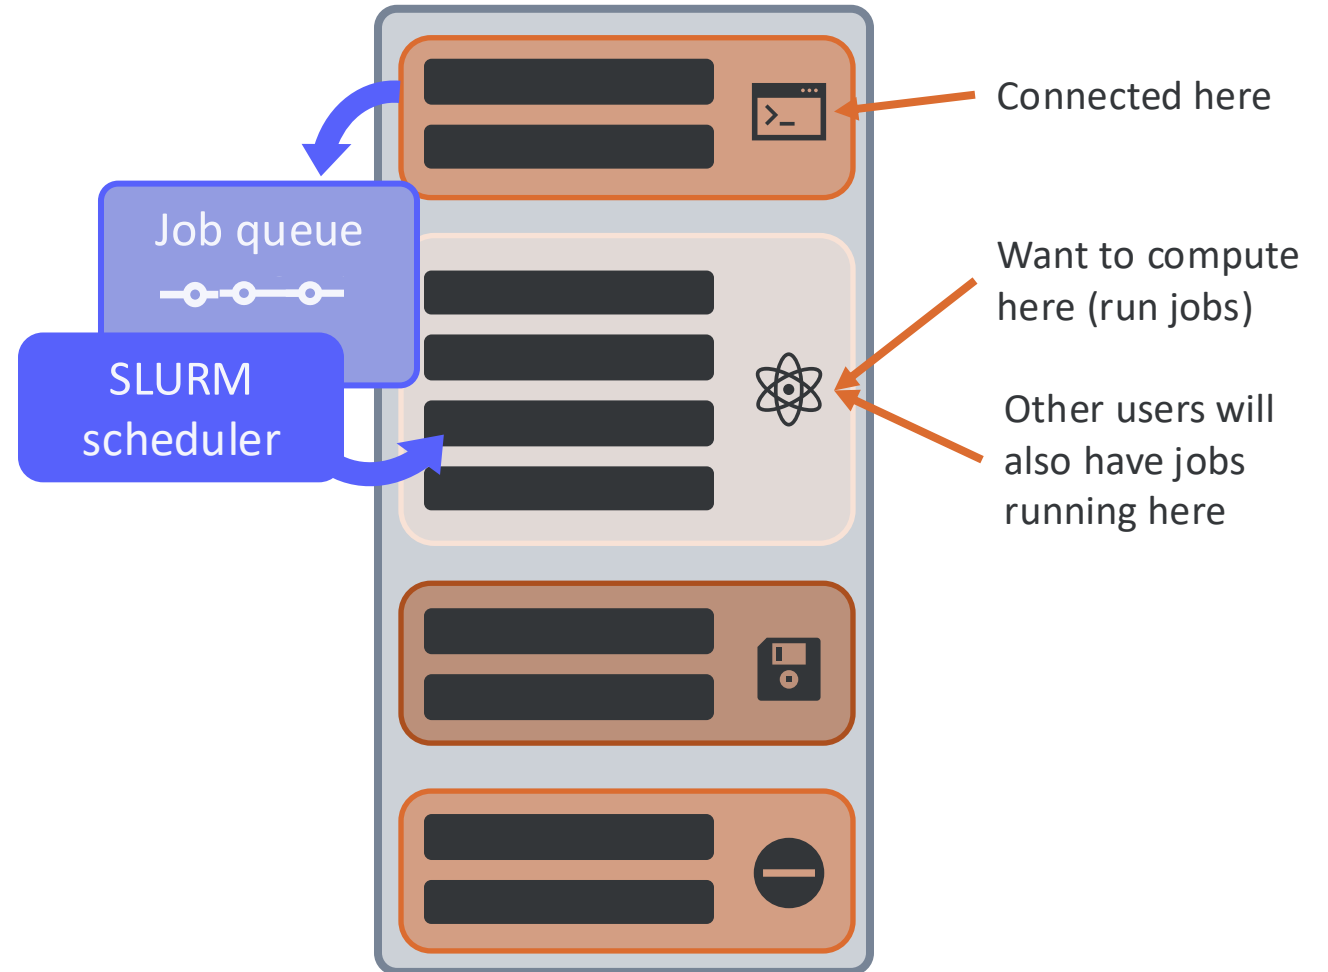 Connected here
Job queue
Want to compute
here (run jobs)
SLURM
scheduler
Other users will
also have jobs
running here